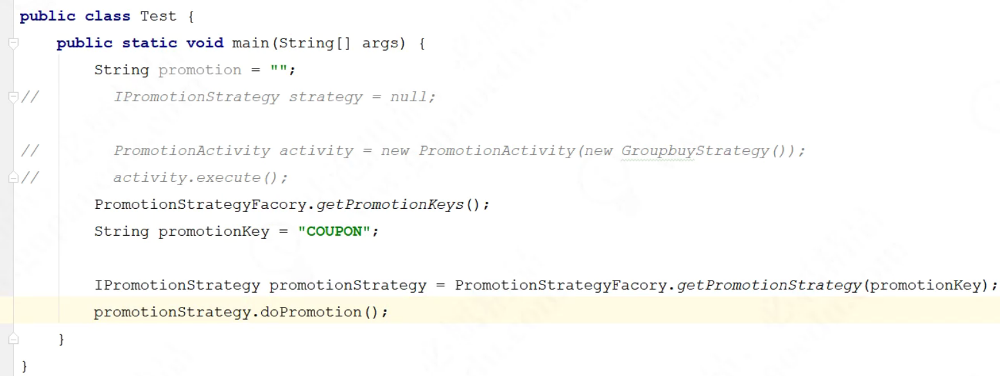 public class Test {
    public static void main(String[] args) {
        String promotion = "";
//        IPromotionStrategy strategy = null;
//        PromotionActivity activity = new PromotionActivity(new GroupbuyStrategy());
//        activity.execute();
        PromotionStrategyFacory.getPromotionKeys();
        String promotionKey = "COUPON";
        IPromotionStrategy promotionStrategy = PromotionStrategyFacory.getPromotionStrategy(promotionKey);
        promotionStrategy.doPromotion();
    }
}